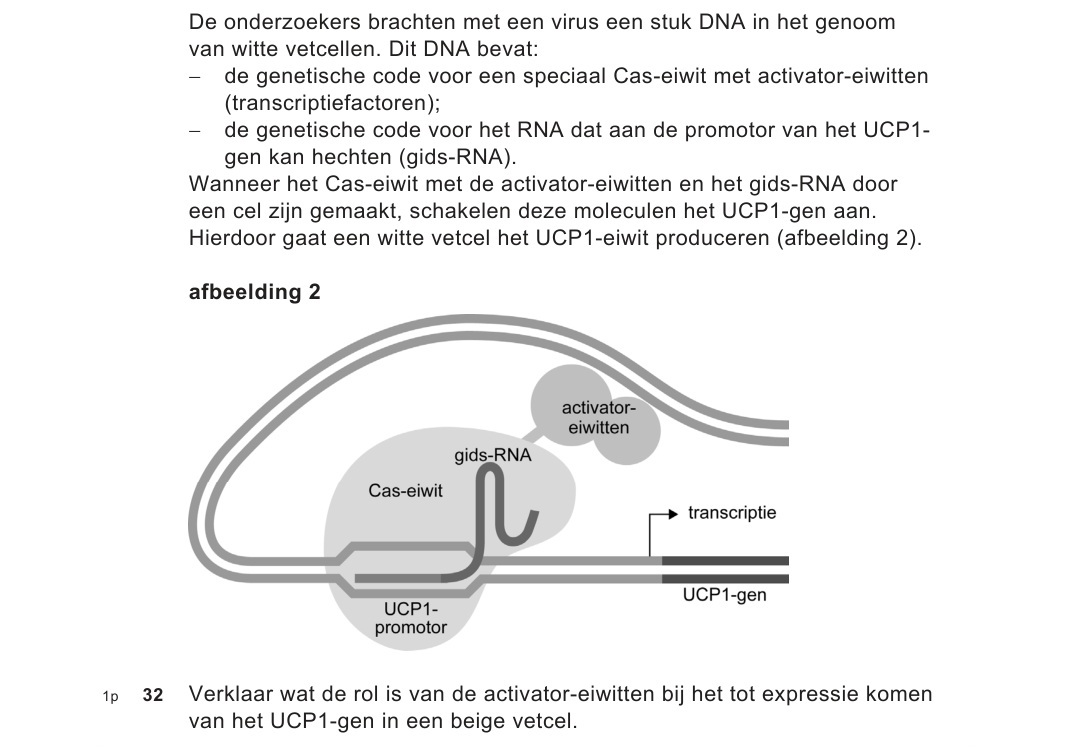 De onderzoekers brachten met een virus een stuk DNA in het genoom
van witte vetcellen. Dit DNA bevat:
– de genetische code voor een speciaal Cas-eiwit met activator-eiwitten
(transcriptiefactoren);
– de genetische code voor het RNA dat aan de promotor van het UCP1-
gen kan hechten (gids-RNA).
Wanneer het Cas-eiwit met de activator-eiwitten en het gids-RNA door
een cel zijn gemaakt, schakelen deze moleculen het UCP1-gen aan.
Hierdoor gaat een witte vetcel het UCP1-eiwit produceren (afbeelding 2).
afbeelding 2
activator-
eiwitten
gids-RNA
Cas-eiwit
transcriptie
UCP1-gen
UCP1-
promotor
1p 32 Verklaar wat de rol is van de activator-eiwitten bij het tot expressie komen
van het UCP1-gen in een beige vetcel.